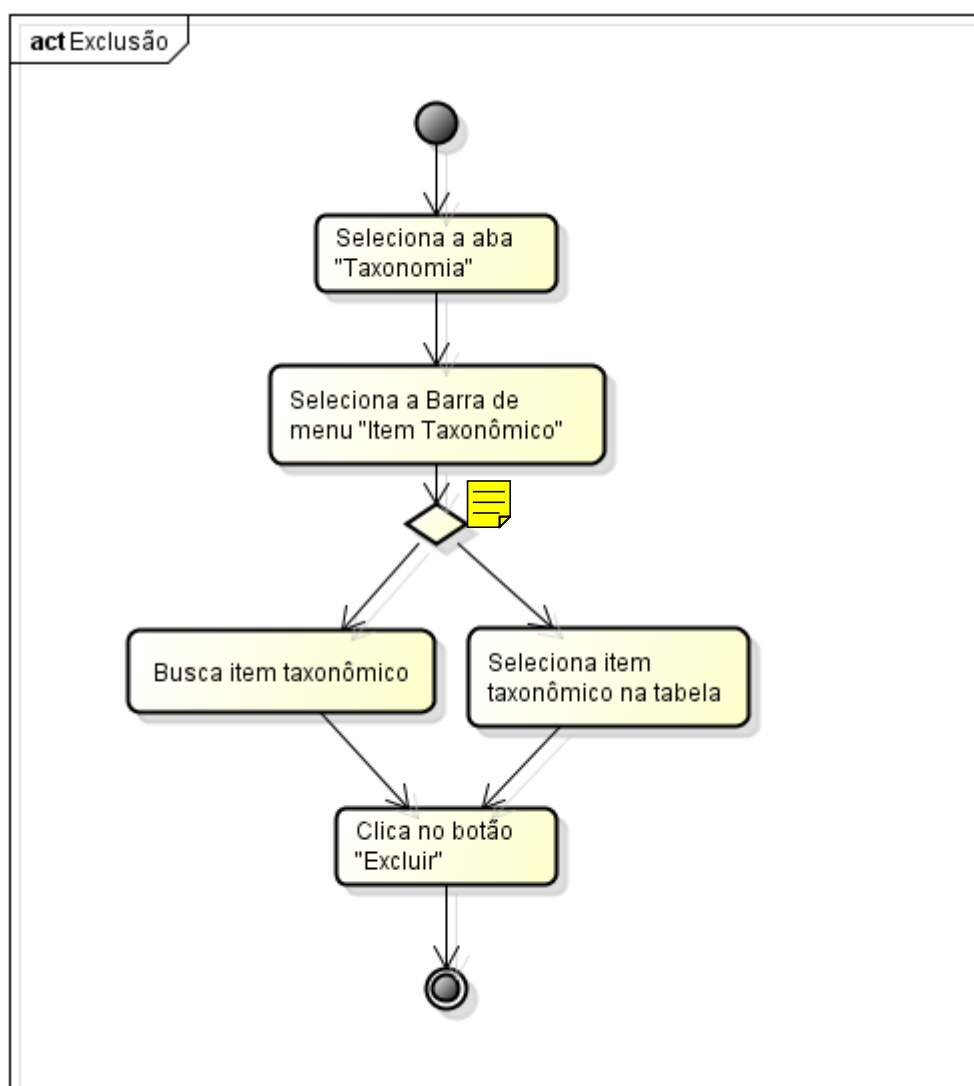 act Exclusão
Seleciona a aba
"Taxonomia"
Seleciona a Barra de
menu "Item Taxonômico"
Busca item taxonômico
Seleciona item
taxonômico na tabela
Clica no botão
"Excluir"